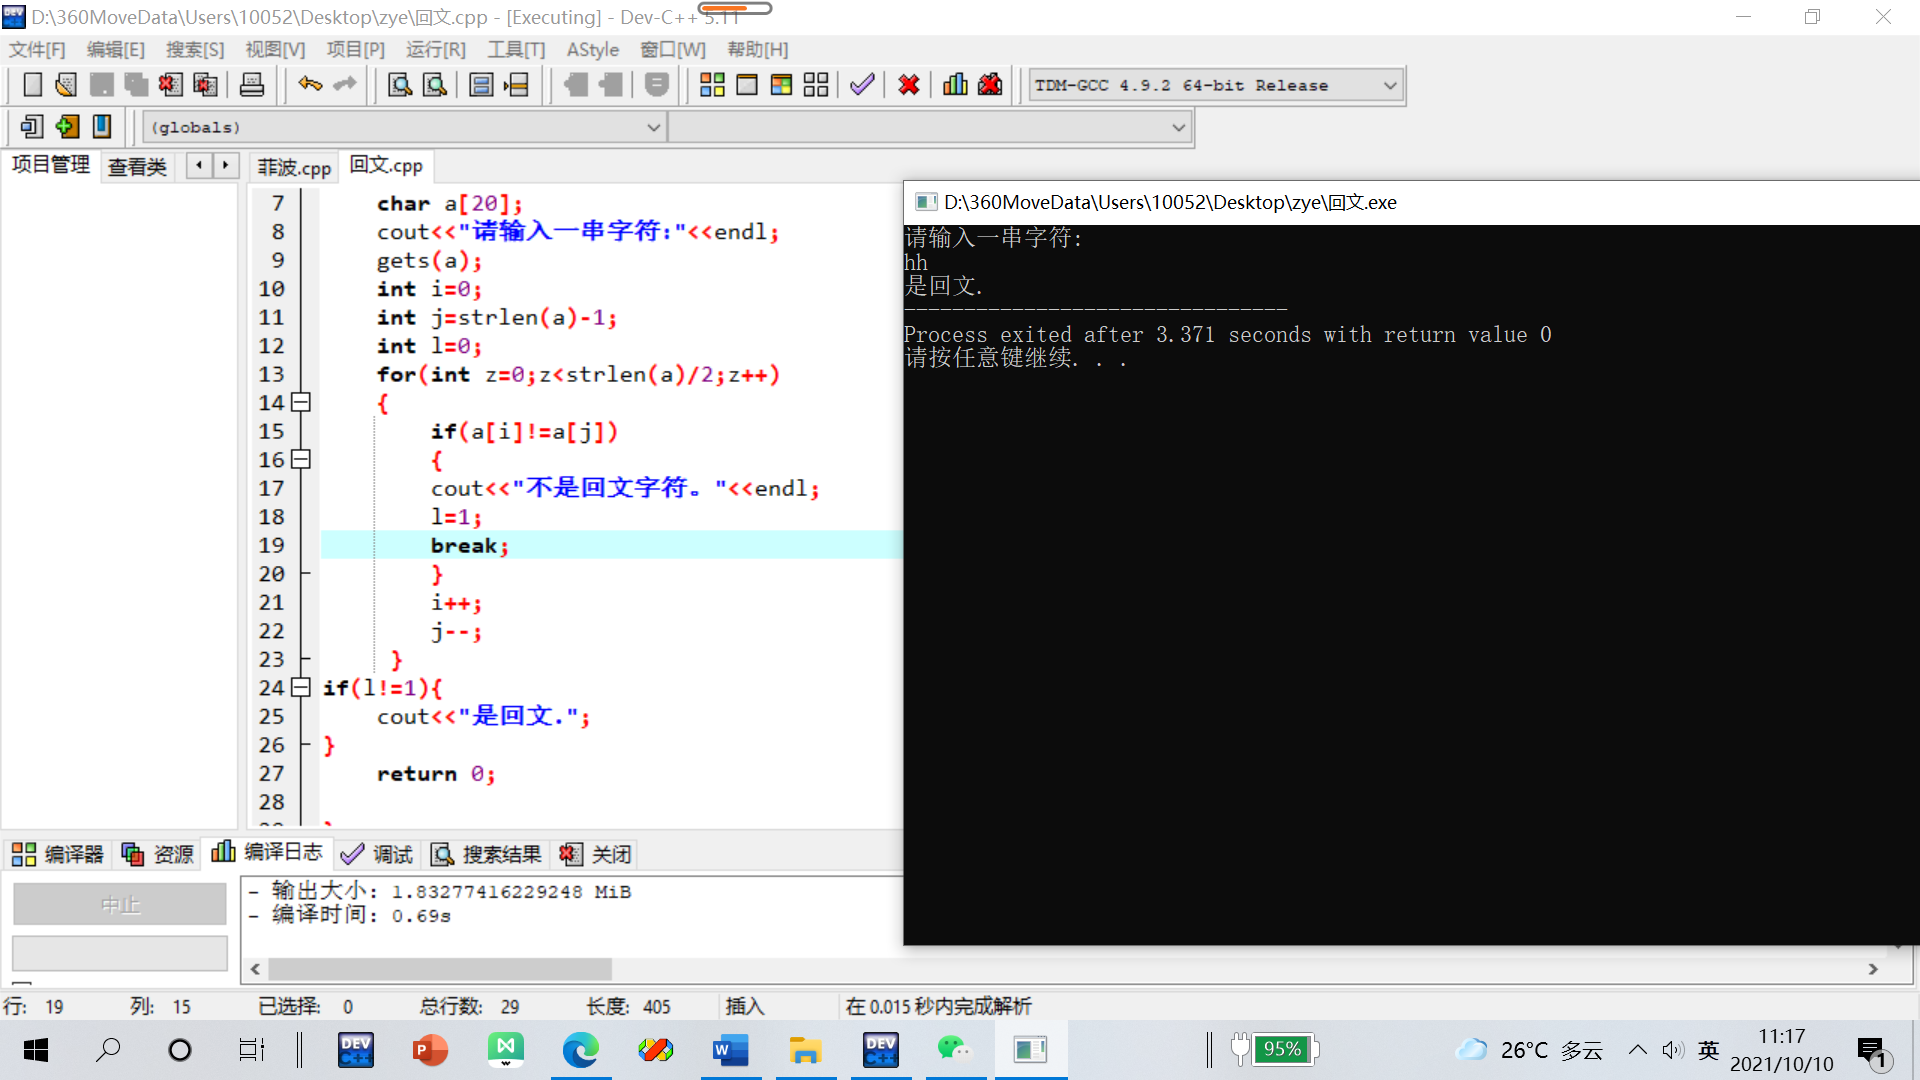 D:\360MoveData\Users\10052\Desktop\zye\回文.cpp - [Executing] - Dev-C++ 5.11
文件[F] 编辑[E] 搜索[S] 视图[V] 项目[P] 运行[R] 工具[T] AStyle 窗口[W] 帮助[H]
TDM-GCC 4.9.2 64-bit Release
(globals)
项目管理 查看类 菲波.cpp 回文.cpp
7 char a[20];
8 cout<<"请输入一串字符:"<<endl;
9 gets(a);
10 int i=0;
11 int j=strlen(a)-1;
12 int l=0;
13 for(int z=0;z<strlen(a)/2;z++)
14 {
15 if(a[i]!=a[j])
16 {
17 cout<<"不是回文字符。"<<endl;
18 l=1;
19 break;
20 }
21 i++;
22 j--;
23 }
24 if(l!=1){
25 cout<<"是回文.";
26 }
27 return 0;
28
D:\360MoveData\Users\10052\Desktop\zye\回文.exe
请输入一串字符:
hh
是回文.
--------------------------------
Process exited after 3.371 seconds with return value 0
请按任意键继续. . .
编译器 资源 编译日志 调试 搜索结果 关闭
中止
- 输出大小: 1.83277416229248 MiB
- 编译时间: 0.69s
行: 19 列: 15 已选择: 0 总行数: 29 长度: 405 插入 在 0.015 秒内完成解析
DEV C++ P W DEV C++ 95% 26°C 多云 英 11:17
2021/10/10 1